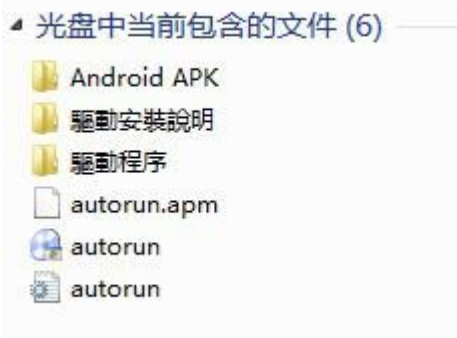 光盘中当前包含的文件 (6)
Android APK
驅動安裝說明
驅動程序
autorun.apm
autorun
autorun